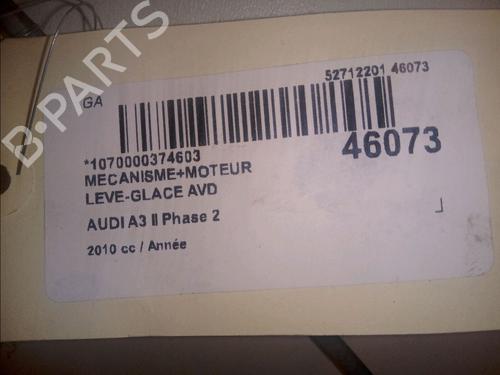 B-PARTS
GA
52712201 46073
*1070000374603
46073
MECANISME+MOTEUR
LEVE-GLACE AVD
AUDI A3 II Phase 2
2010 cc / Année